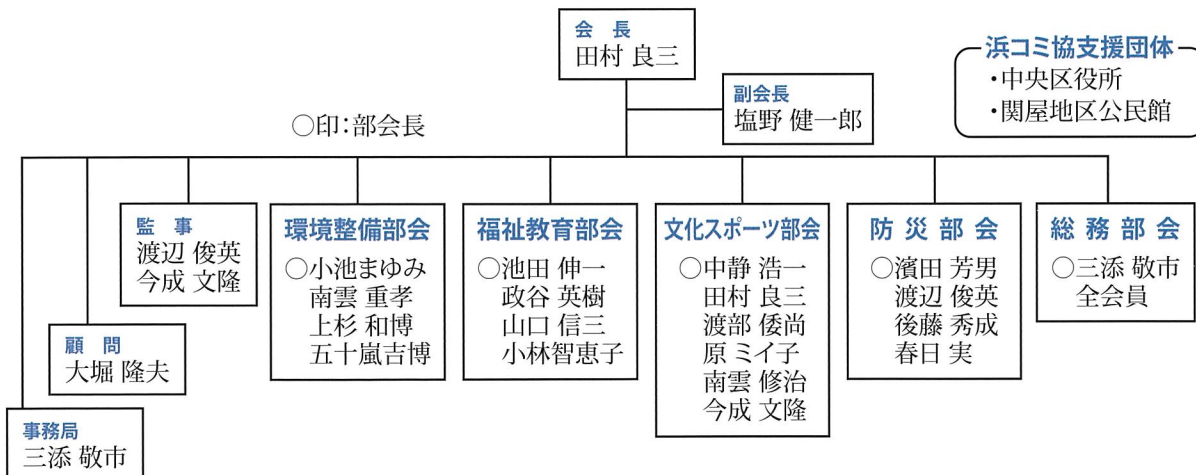 会 長
田村 良三
副会長
塩野 健一郎
浜コミ協支援団体
・中央区役所
・関屋地区公民館
○印：部会長
監 事
渡辺 俊英
今成 文隆
環境整備部会
○小池まゆみ
南雲 重孝
上杉 和博
五十嵐吉博
福祉教育部会
○池田 伸一
政谷 英樹
山口 信三
小林智恵子
文化スポーツ部会
○中静 浩一
田村 良三
渡部 倭尚
原 ミイ子
南雲 修治
今成 文隆
防 災 部 会
○濱田 芳男
渡辺 俊英
後藤 秀成
春日 実
総 務 部 会
○三添 敬市
全会員
顧 問
大堀 隆夫
事務局
三添 敬市